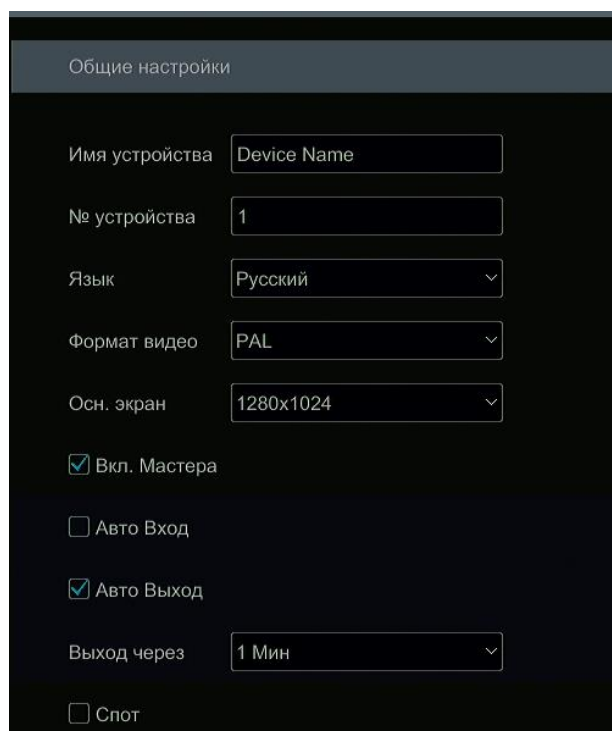 Общие настройки
Имя устройства Device Name
№ устройства 1
Язык Русский
Формат видео PAL
Осн. экран 1280x1024
Вкл. Мастера
Авто Вход
Авто Выход
Выход через 1 Мин
Спот